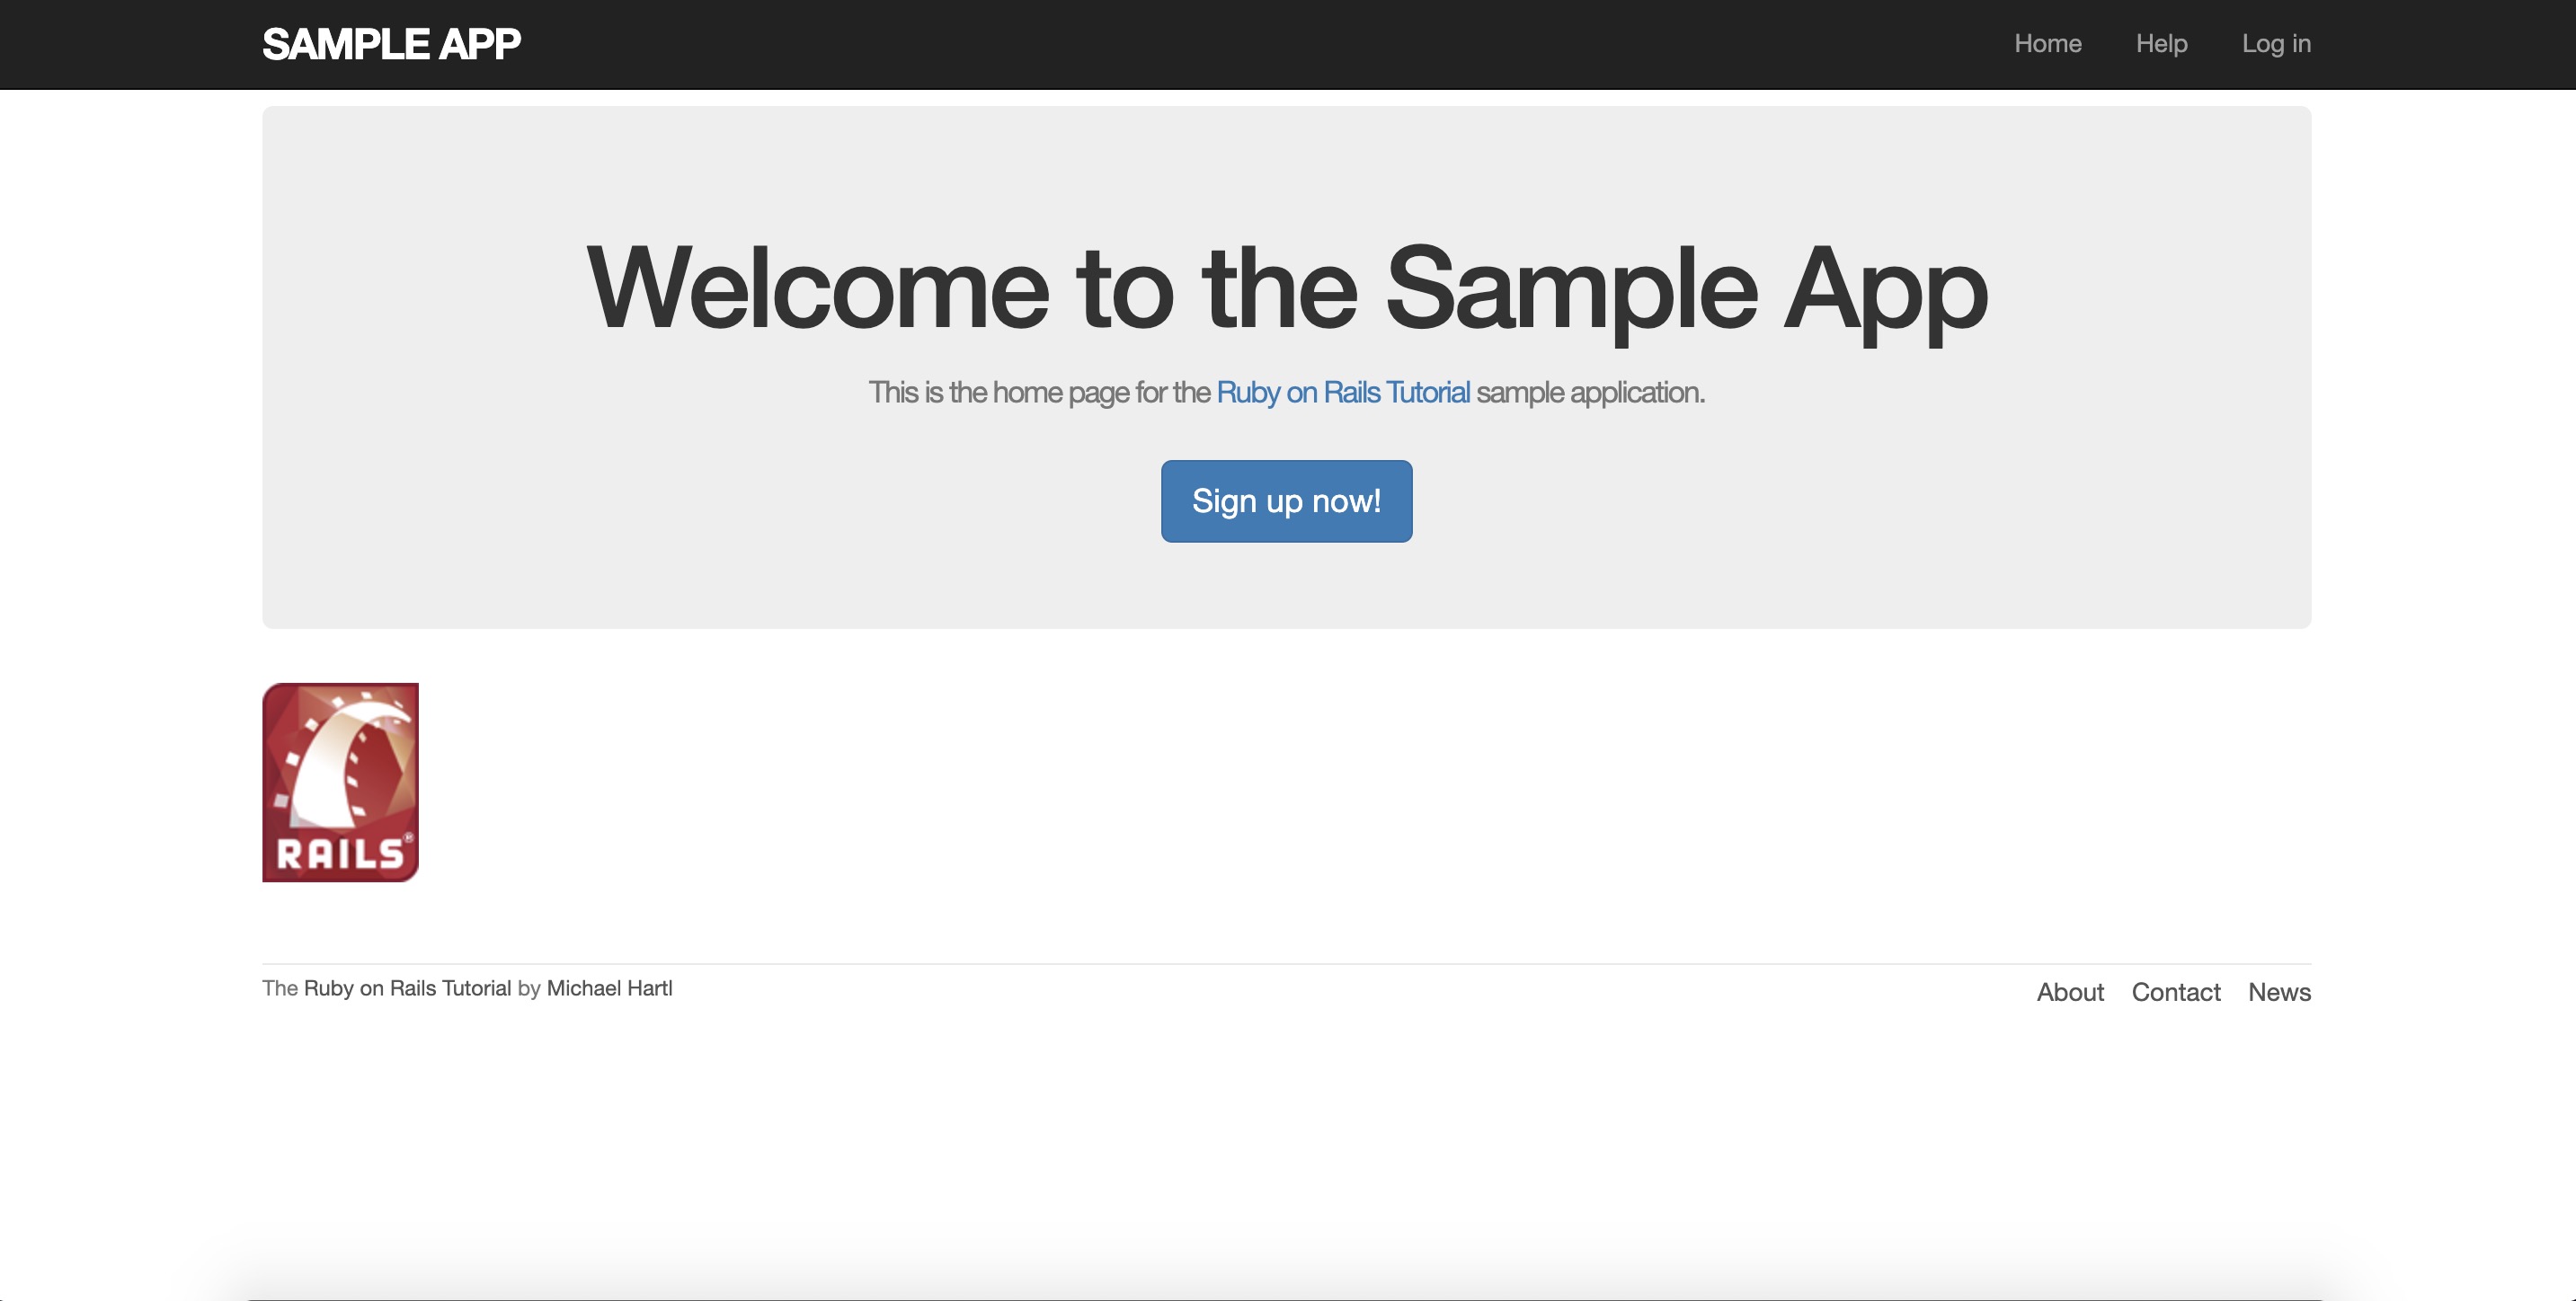 SAMPLE APP
Home Help Log in
Welcome to the Sample App
This is the home page for the Ruby on Rails Tutorial sample application.
Sign up now!
RAILS®
The Ruby on Rails Tutorial by Michael Hartl
About Contact News